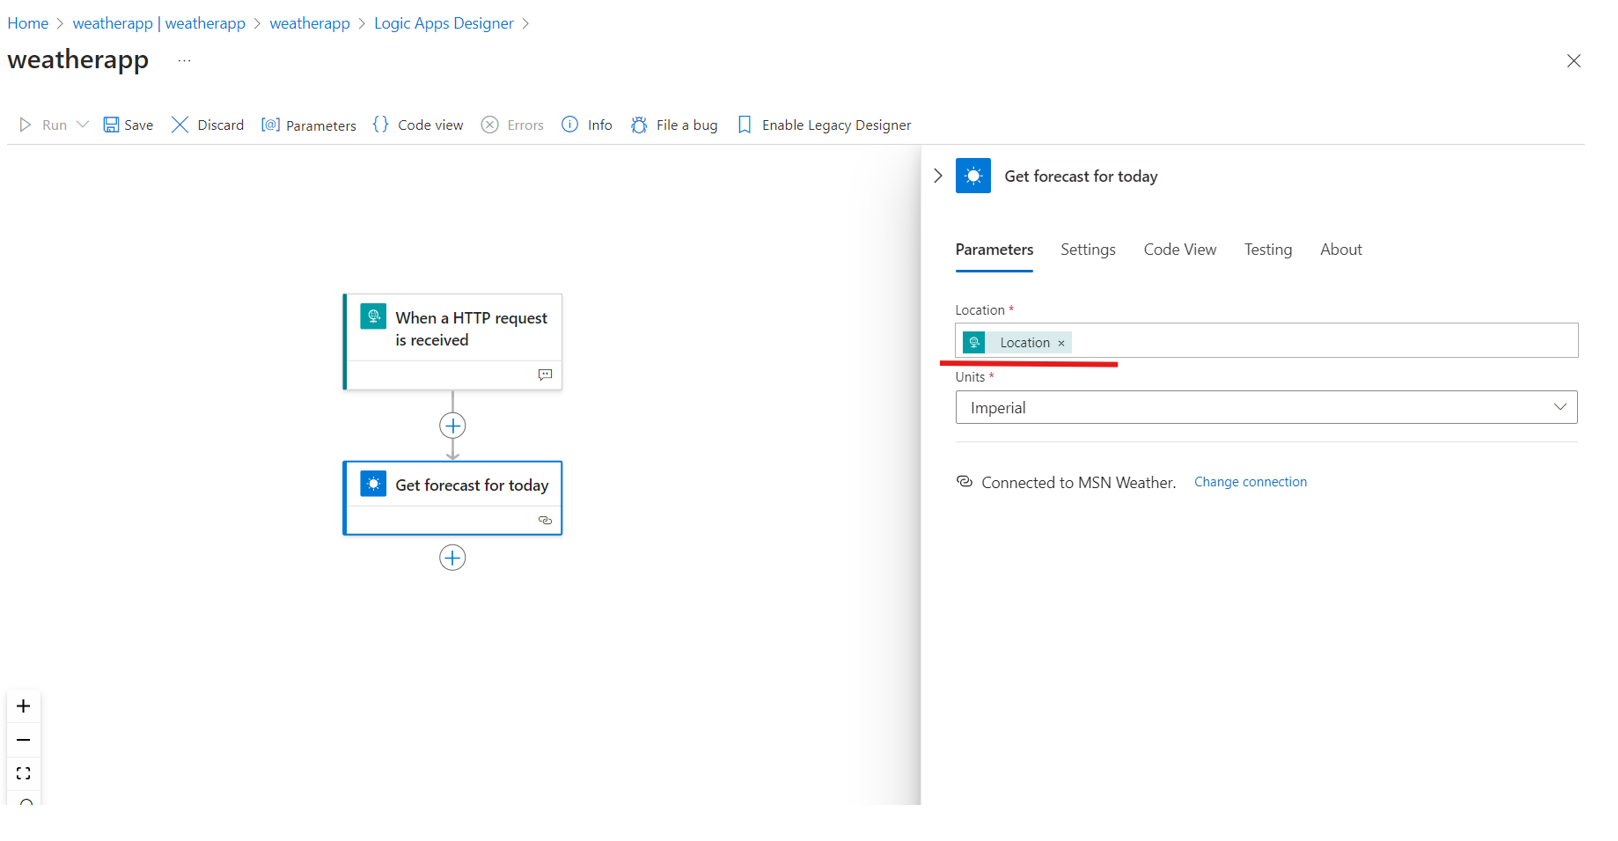 Home > weatherapp | weatherapp > weatherapp > Logic Apps Designer >
weatherapp ...
Run Save Discard [@] Parameters {} Code view Errors Info File a bug Enable Legacy Designer
Get forecast for today
Parameters Settings Code View Testing About
Location *
Location ×
Units *
Imperial
Connected to MSN Weather. Change connection
When a HTTP request
is received
Get forecast for today